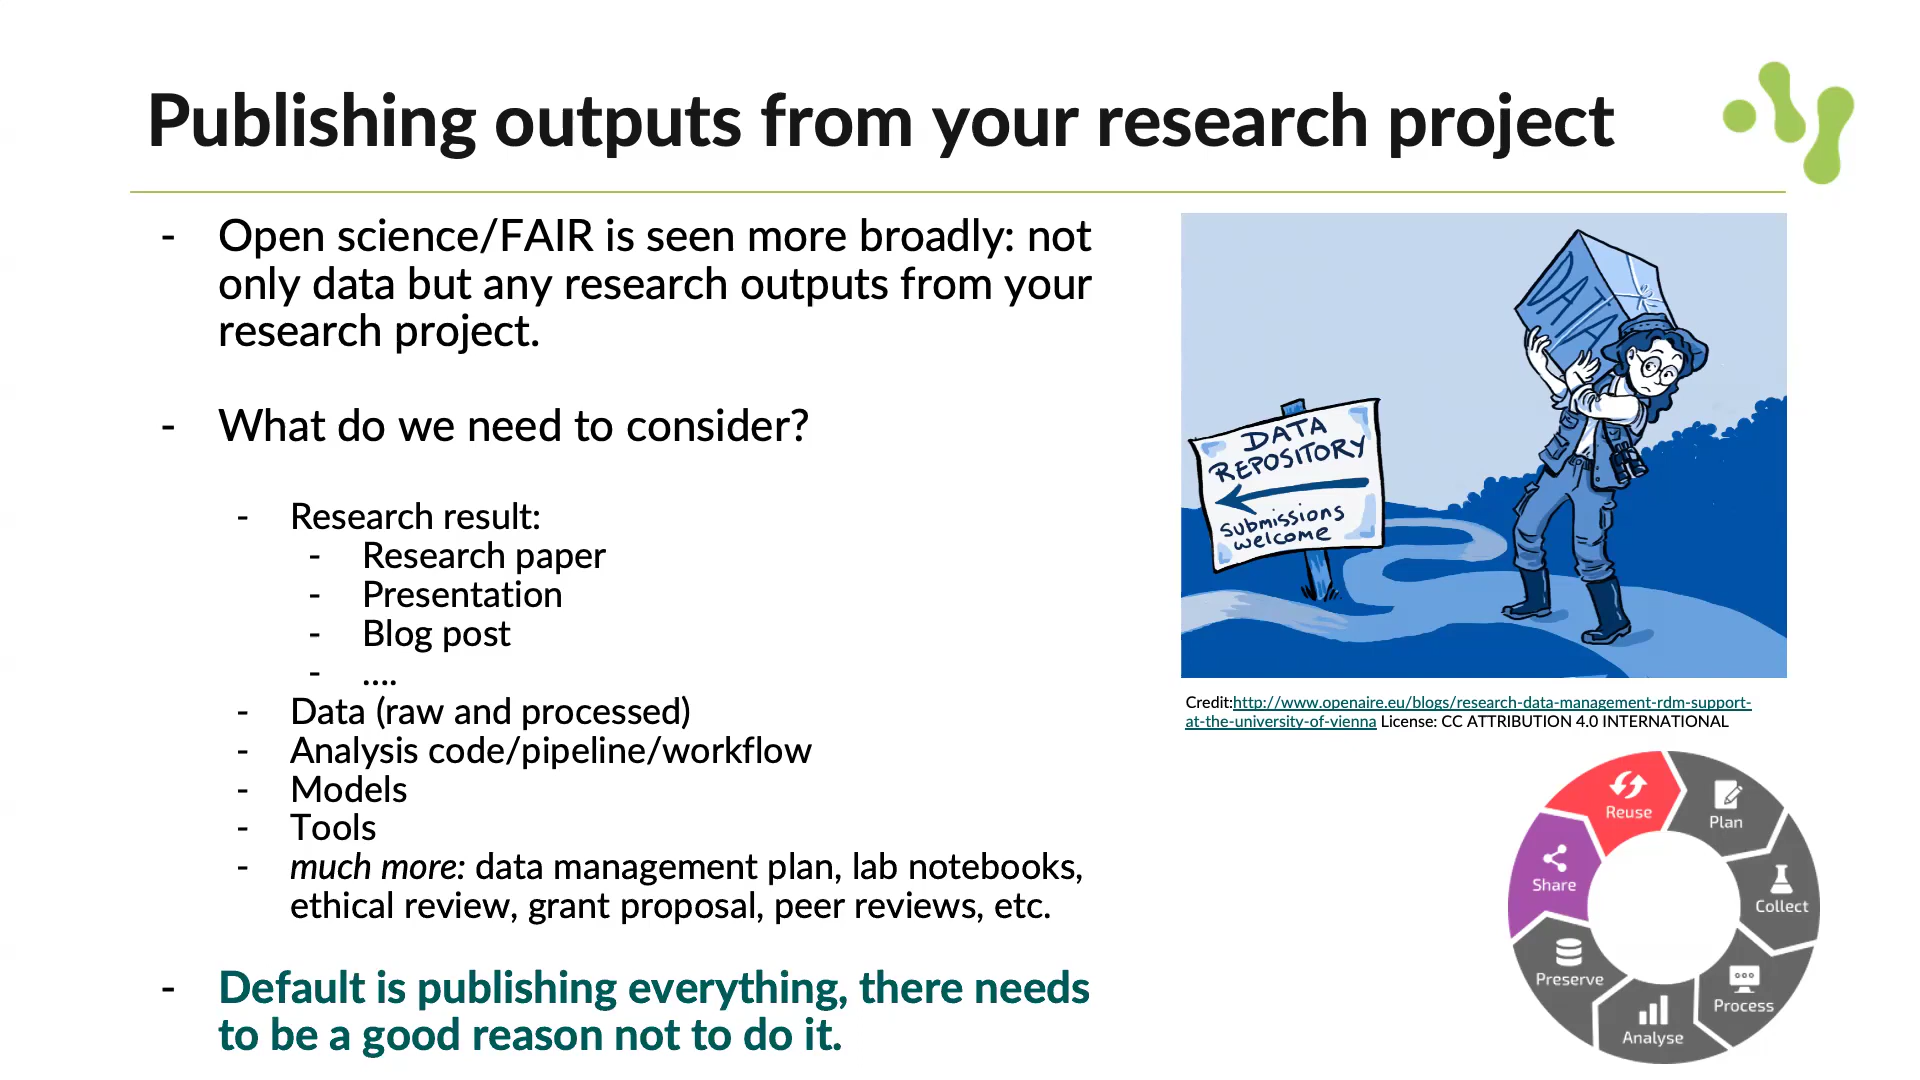 Publishing outputs from your research project
- Open science/FAIR is seen more broadly: not
only data but any research outputs from your
research project.
- What do we need to consider?
- Research result:
- Research paper
- Presentation
- Blog post
- ....
- Data (raw and processed)
- Analysis code/pipeline/workflow
- Models
- Tools
- much more: data management plan, lab notebooks,
ethical review, grant proposal, peer reviews, etc.
- Default is publishing everything, there needs
to be a good reason not to do it.
DATA
DATA
REPOSITORY
submissions
welcome
Credit:http://www.openaire.eu/blogs/research-data-management-rdm-support-
at-the-university-of-vienna License: CC ATTRIBUTION 4.0 INTERNATIONAL
Reuse
Plan
Collect
Process
Analyse
Preserve
Share